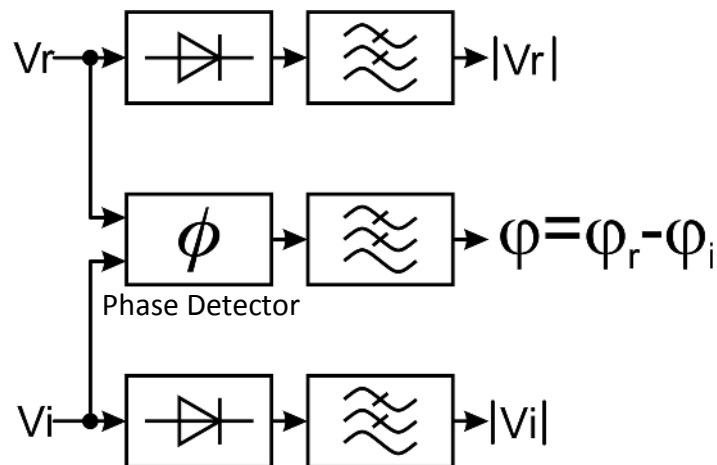 Vr |Vr|
ϕ φ=φr-φi
Phase Detector
Vi |Vi|